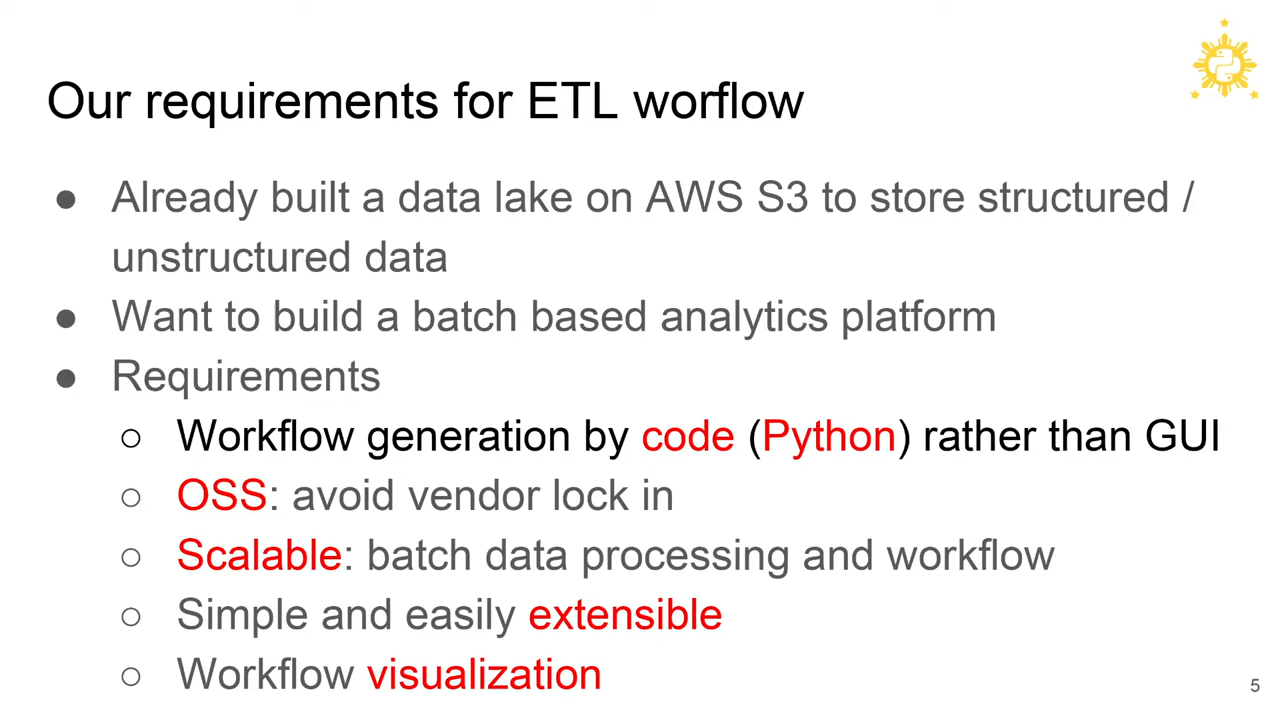 Our requirements for ETL worflow
● Already built a data lake on AWS S3 to store structured /
unstructured data
● Want to build a batch based analytics platform
● Requirements
○ Workflow generation by code (Python) rather than GUI
○ OSS: avoid vendor lock in
○ Scalable: batch data processing and workflow
○ Simple and easily extensible
○ Workflow visualization
5